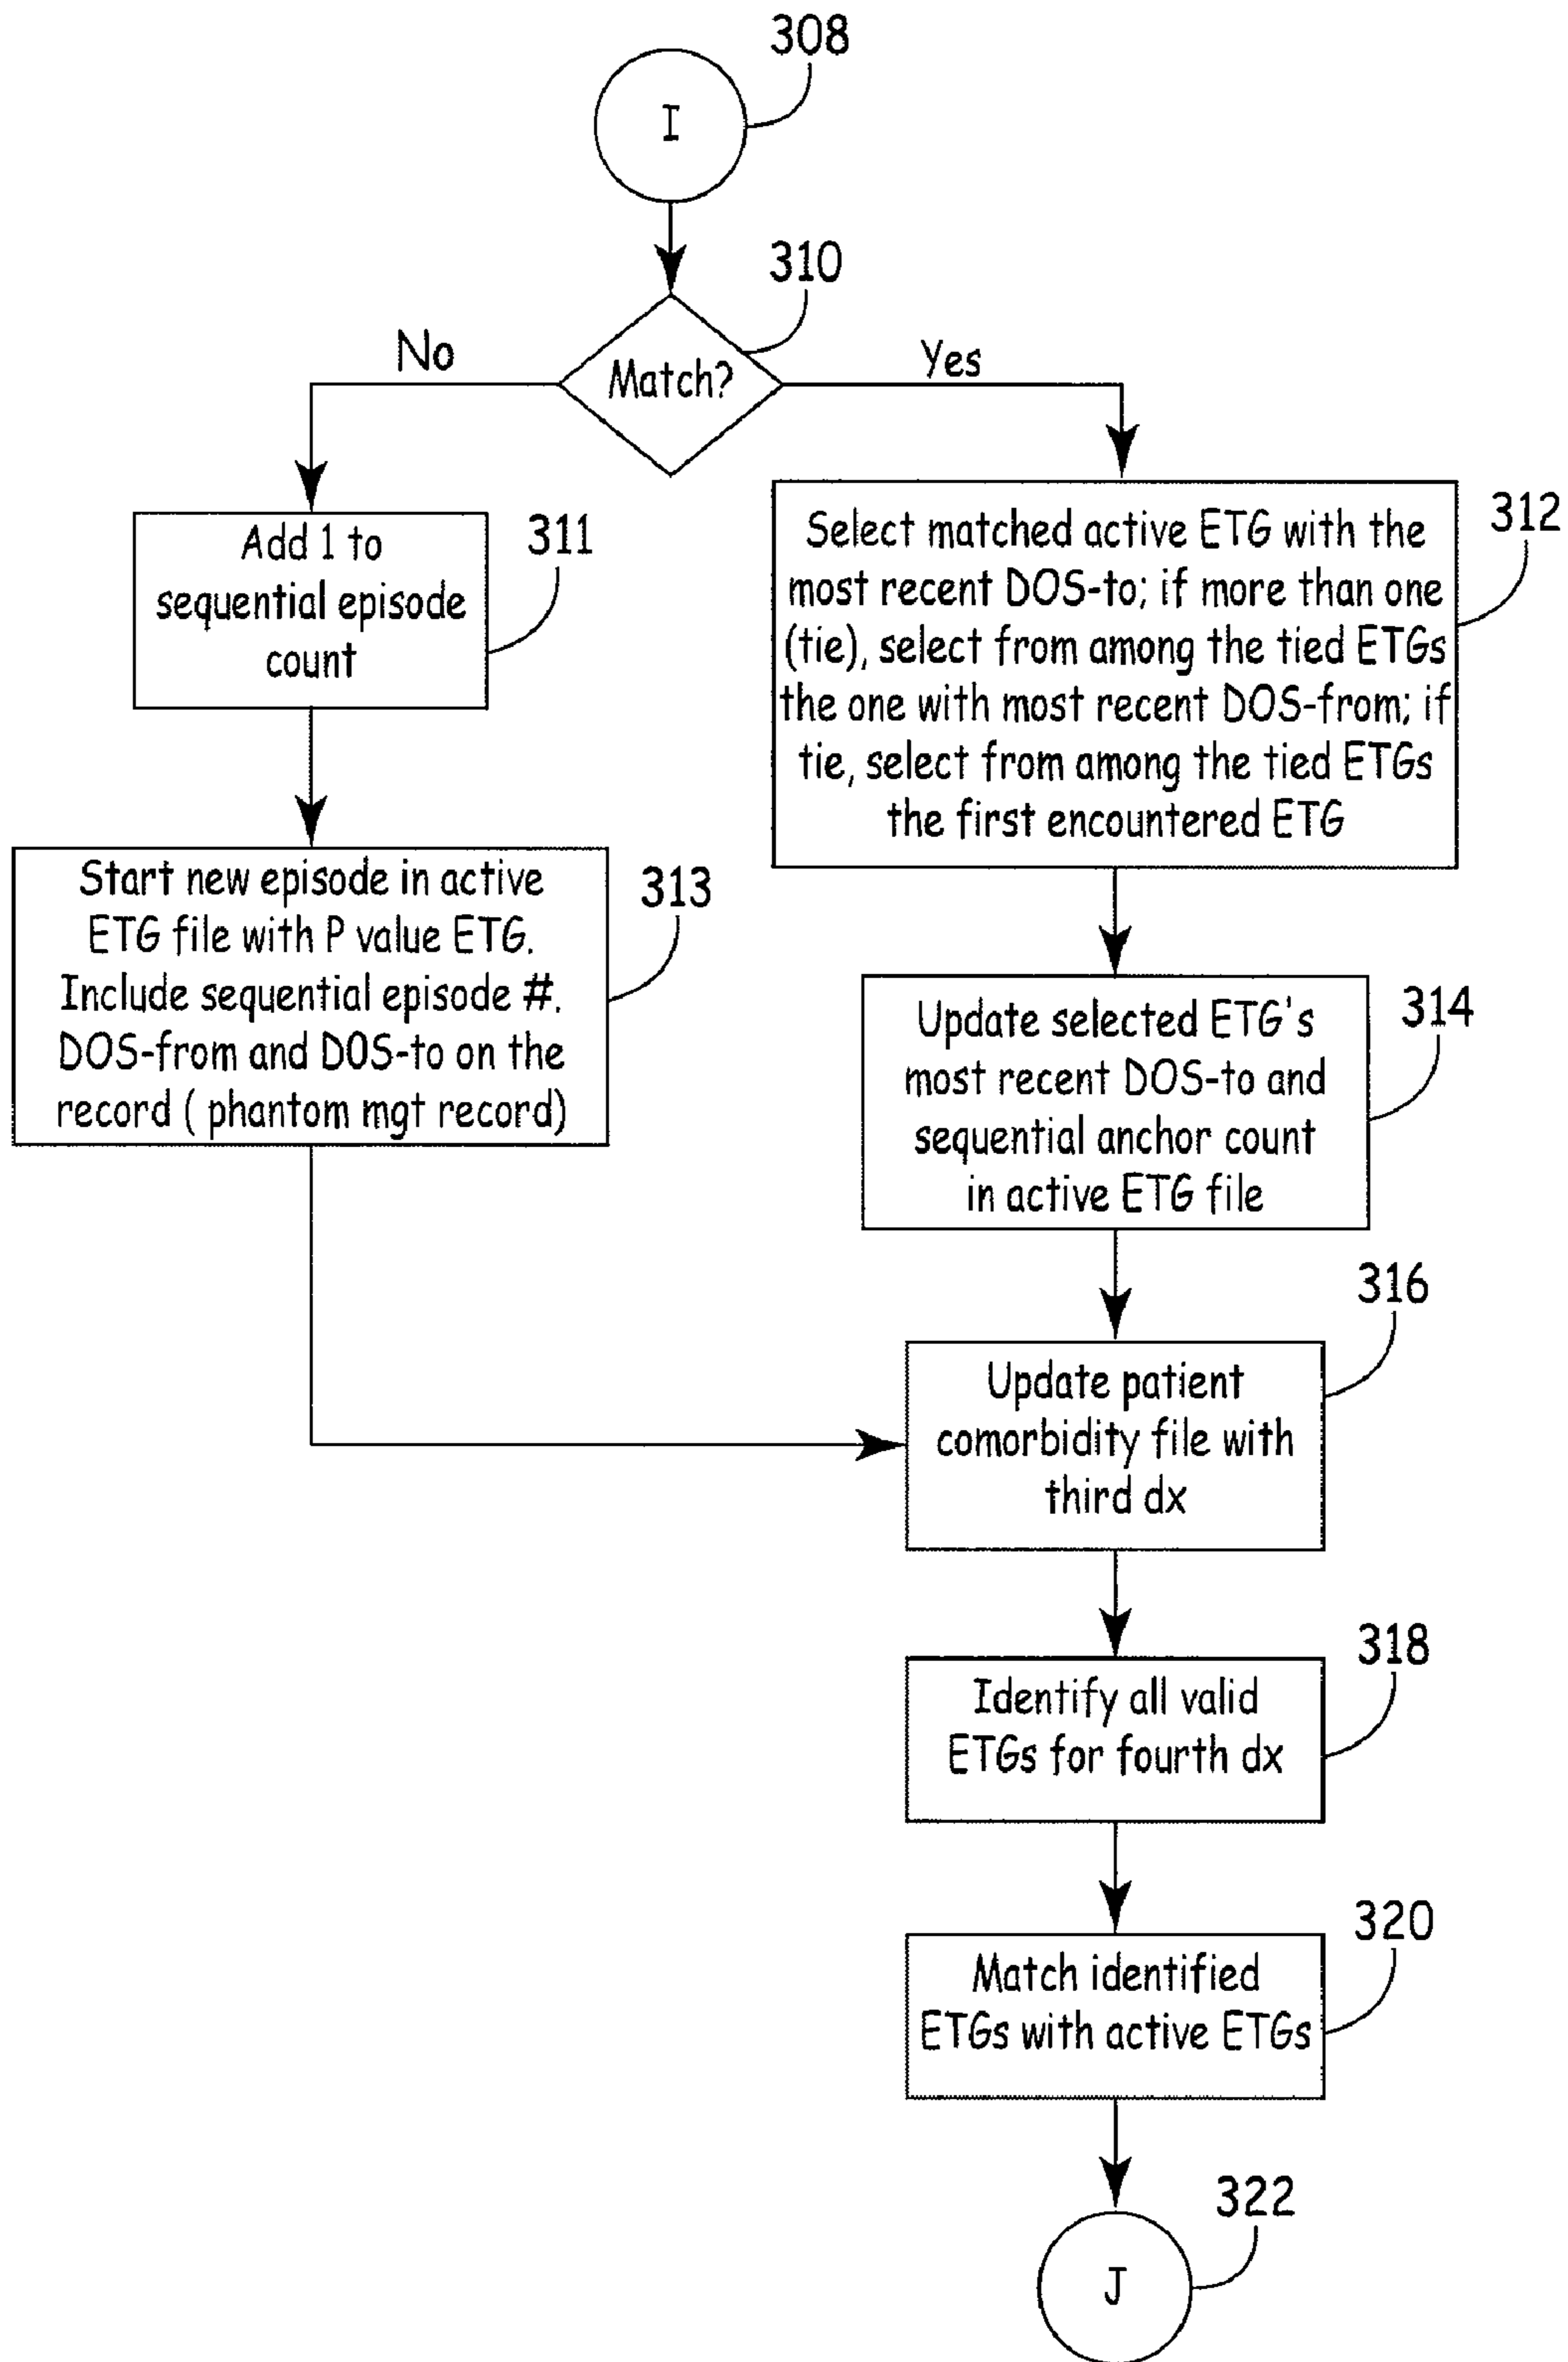 308
I
310
No
Match?
Yes
311
Add 1 to
sequential episode
count
312
Select matched active ETG with the
most recent DOS-to; if more than one
(tie), select from among the tied ETGs
the one with most recent DOS-from; if
tie, select from among the tied ETGs
the first encountered ETG
313
Start new episode in active
ETG file with P value ETG.
Include sequential episode #.
DOS-from and DOS-to on the
record ( phantom mgt record)
314
Update selected ETG's
most recent DOS-to and
sequential anchor count
in active ETG file
316
Update patient
comorbidity file with
third dx
318
Identify all valid
ETGs for fourth dx
320
Match identified
ETGs with active ETGs
322
J